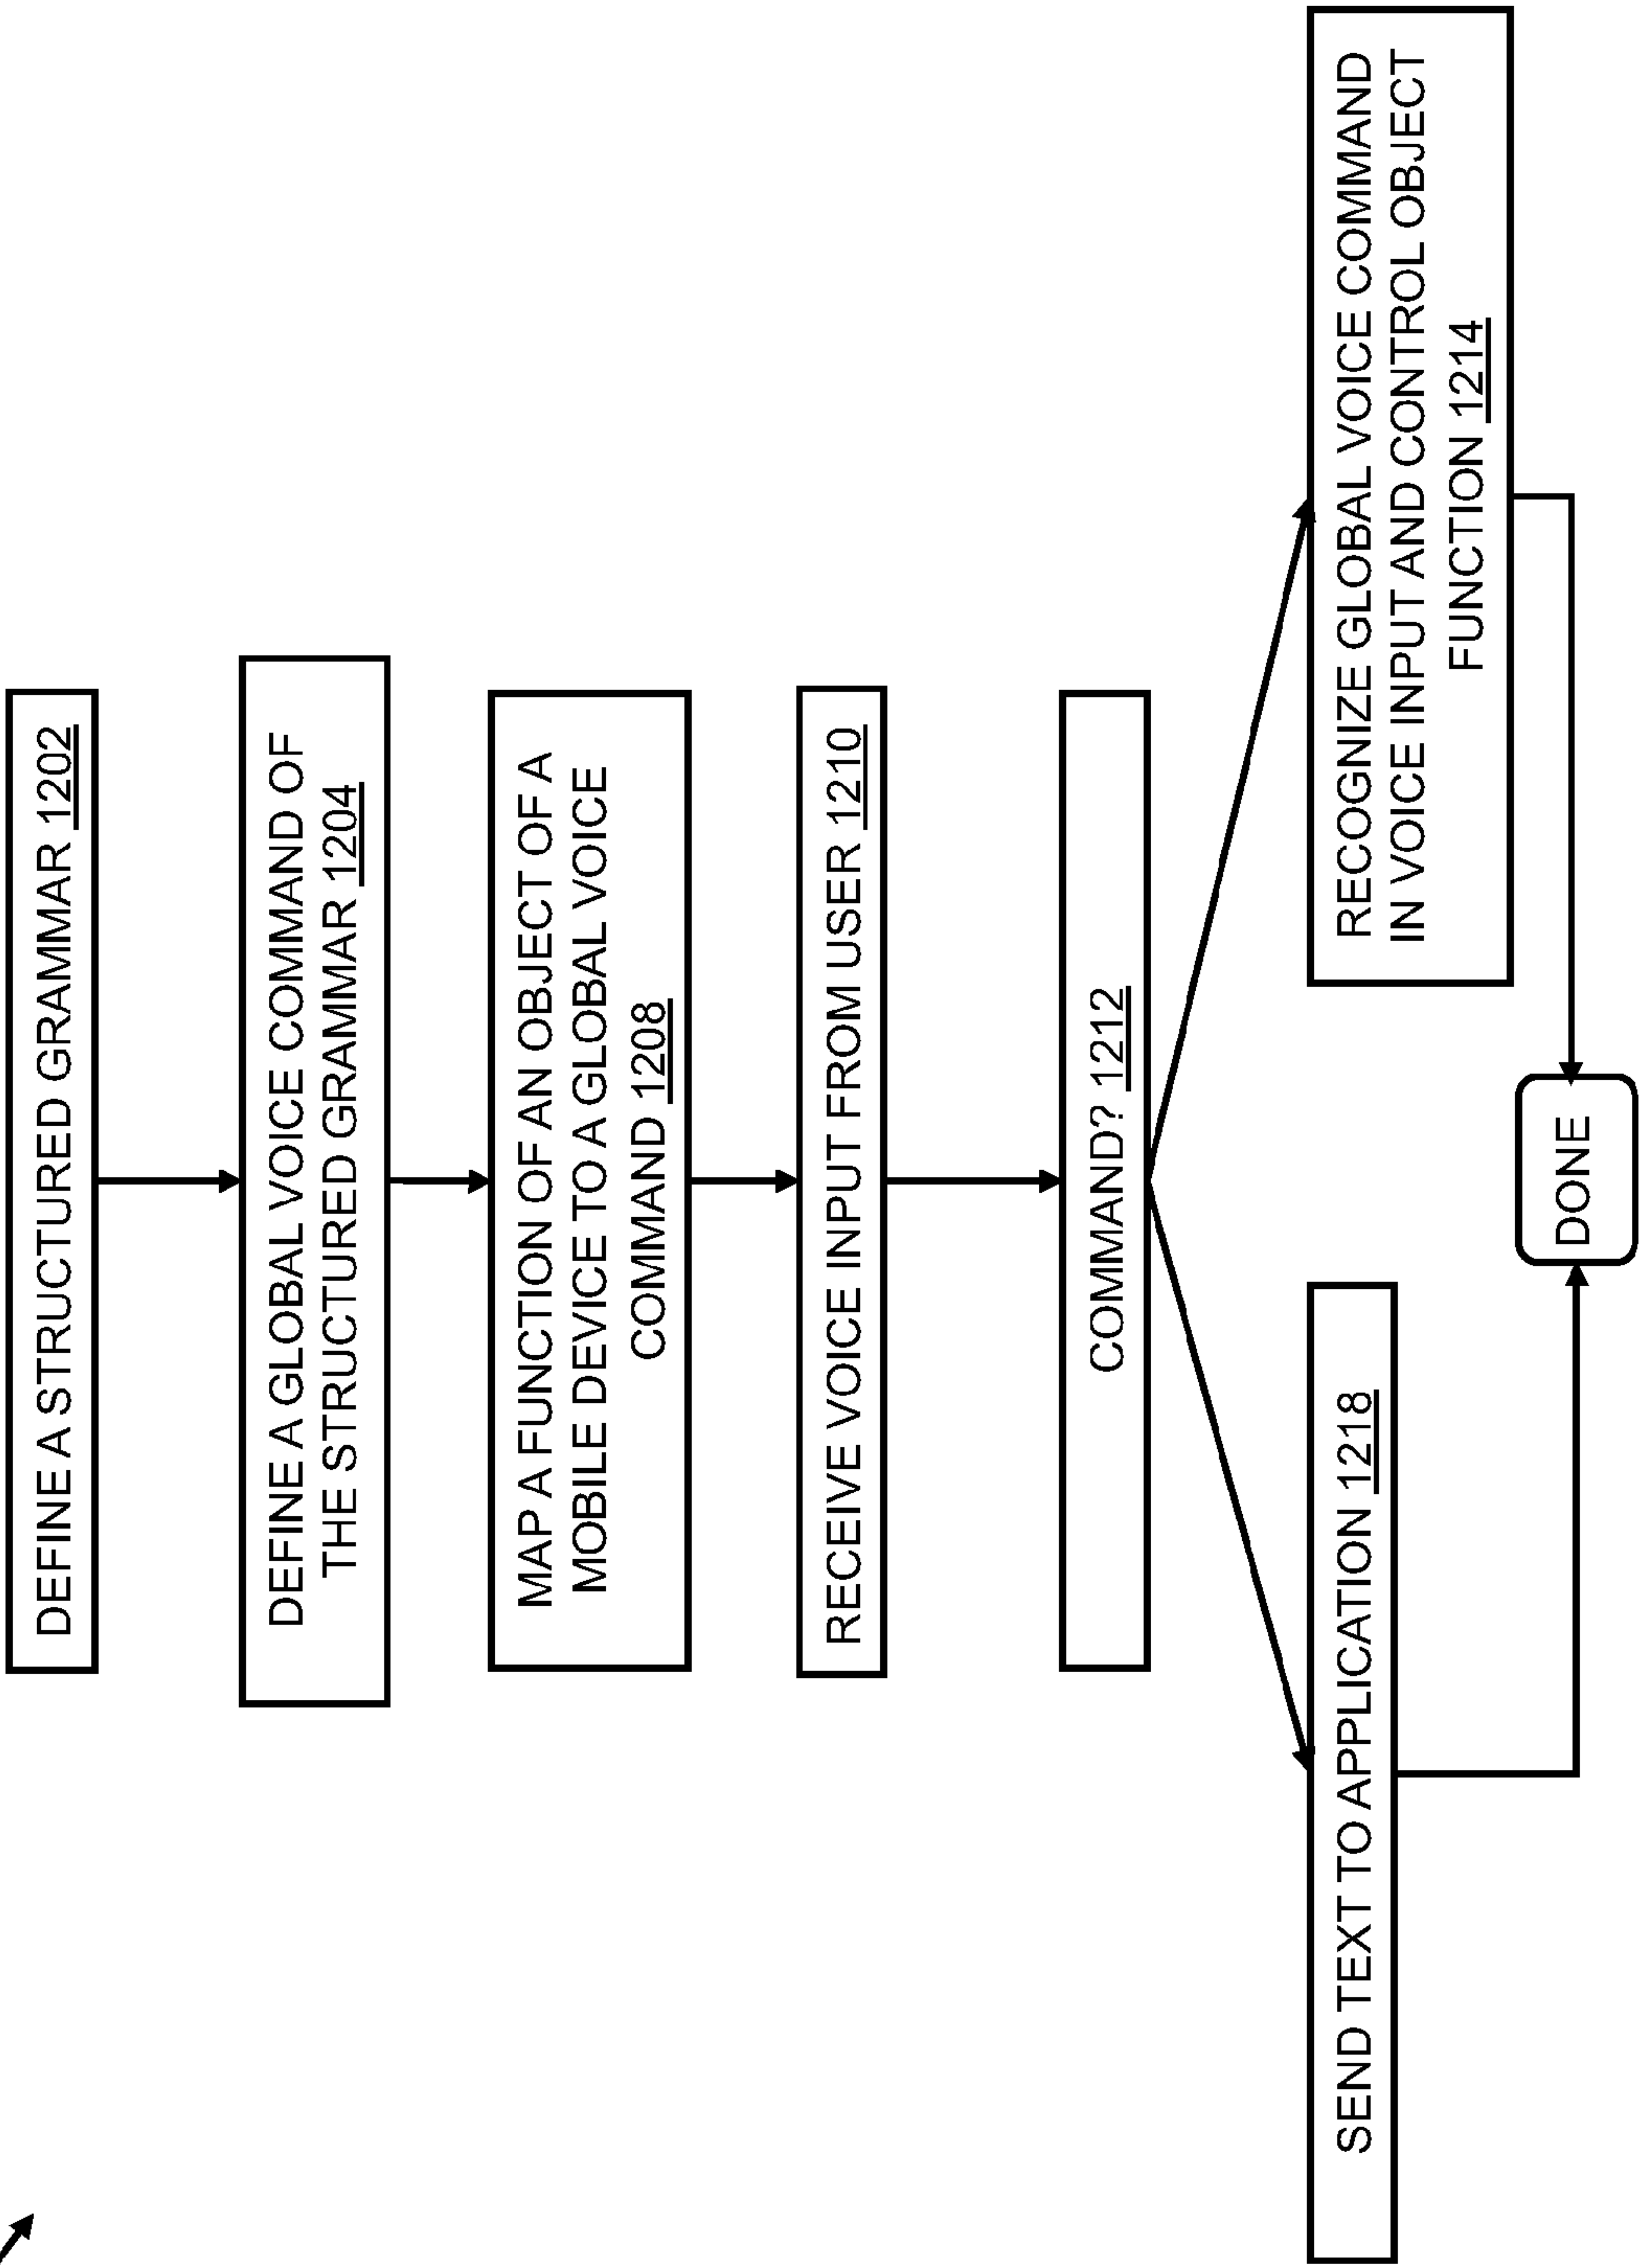 DEFINE A STRUCTURED GRAMMAR 1202
DEFINE A GLOBAL VOICE COMMAND OF
THE STRUCTURED GRAMMAR 1204
MAP A FUNCTION OF AN OBJECT OF A
MOBILE DEVICE TO A GLOBAL VOICE
COMMAND 1208
RECEIVE VOICE INPUT FROM USER 1210
COMMAND? 1212
SEND TEXT TO APPLICATION 1218
RECOGNIZE GLOBAL VOICE COMMAND
IN VOICE INPUT AND CONTROL OBJECT
FUNCTION 1214
DONE